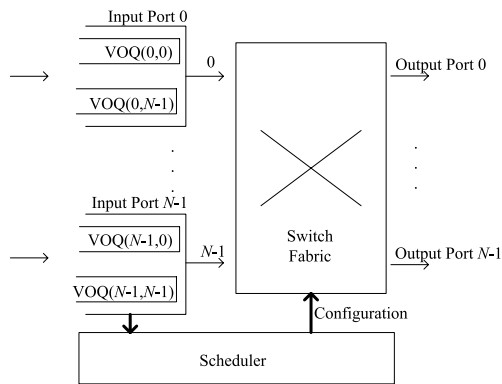 Input Port 0
VOQ(0,0)
0
Output Port 0
VOQ(0,N-1)
Input Port N-1
VOQ(N-1,0)
N-1
Switch
Fabric
Output Port N-1
VOQ(N-1,N-1)
Configuration
Scheduler